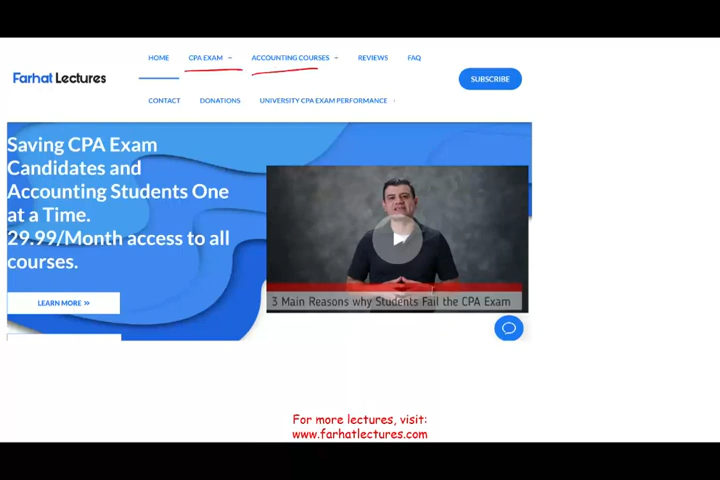 HOME CPA EXAM ACCOUNTING COURSES REVIEWS FAQ
Farhat Lectures
SUBSCRIBE
CONTACT DONATIONS UNIVERSITY CPA EXAM PERFORMANCE
Saving CPA Exam
Candidates and
Accounting Students One
at a Time.
29.99/Month access to all
courses.
LEARN MORE »
3 Main Reasons why Students Fail the CPA Exam
For more lectures, visit:
www.farhatlectures.com